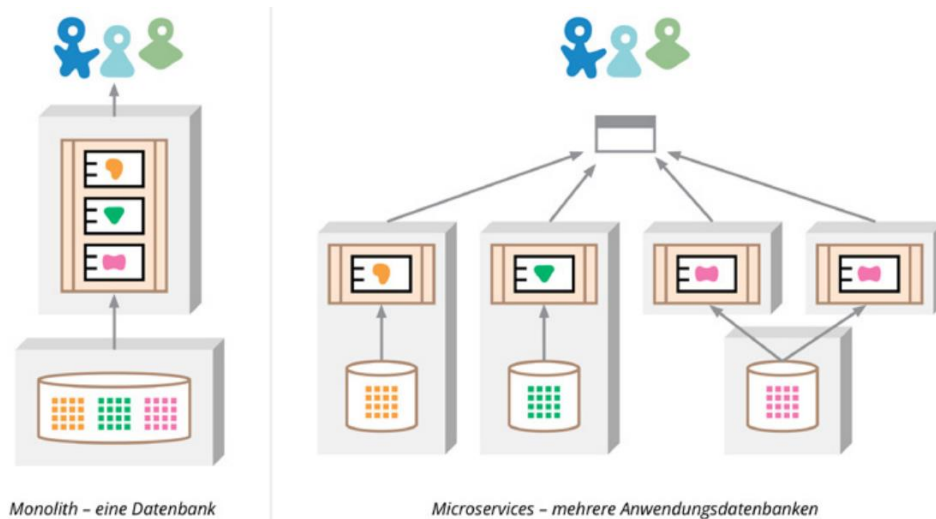 Monolith – eine Datenbank
Microservices – mehrere Anwendungsdatenbanken